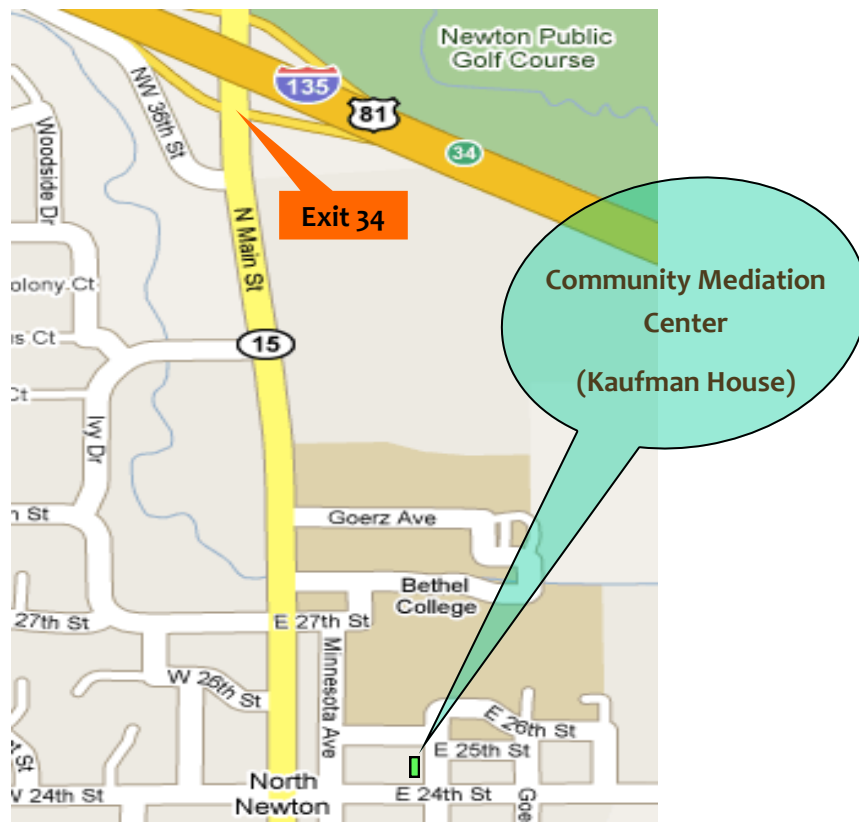 Newton Public
Golf Course
135
81
34
NW 36th St
Woodside Dr
Exit 34
N Main St
Community Mediation
Center
(Kaufman House)
olony Ct
15
s Ct
Ct
Ivy Dr
Goerz Ave
h St
Bethel
College
27th St
E 27th St
Minnesota Ave
W 26th St
E 26th St
E 25th St
t St
North
Newton
W 24th St
E 24th St
Goe